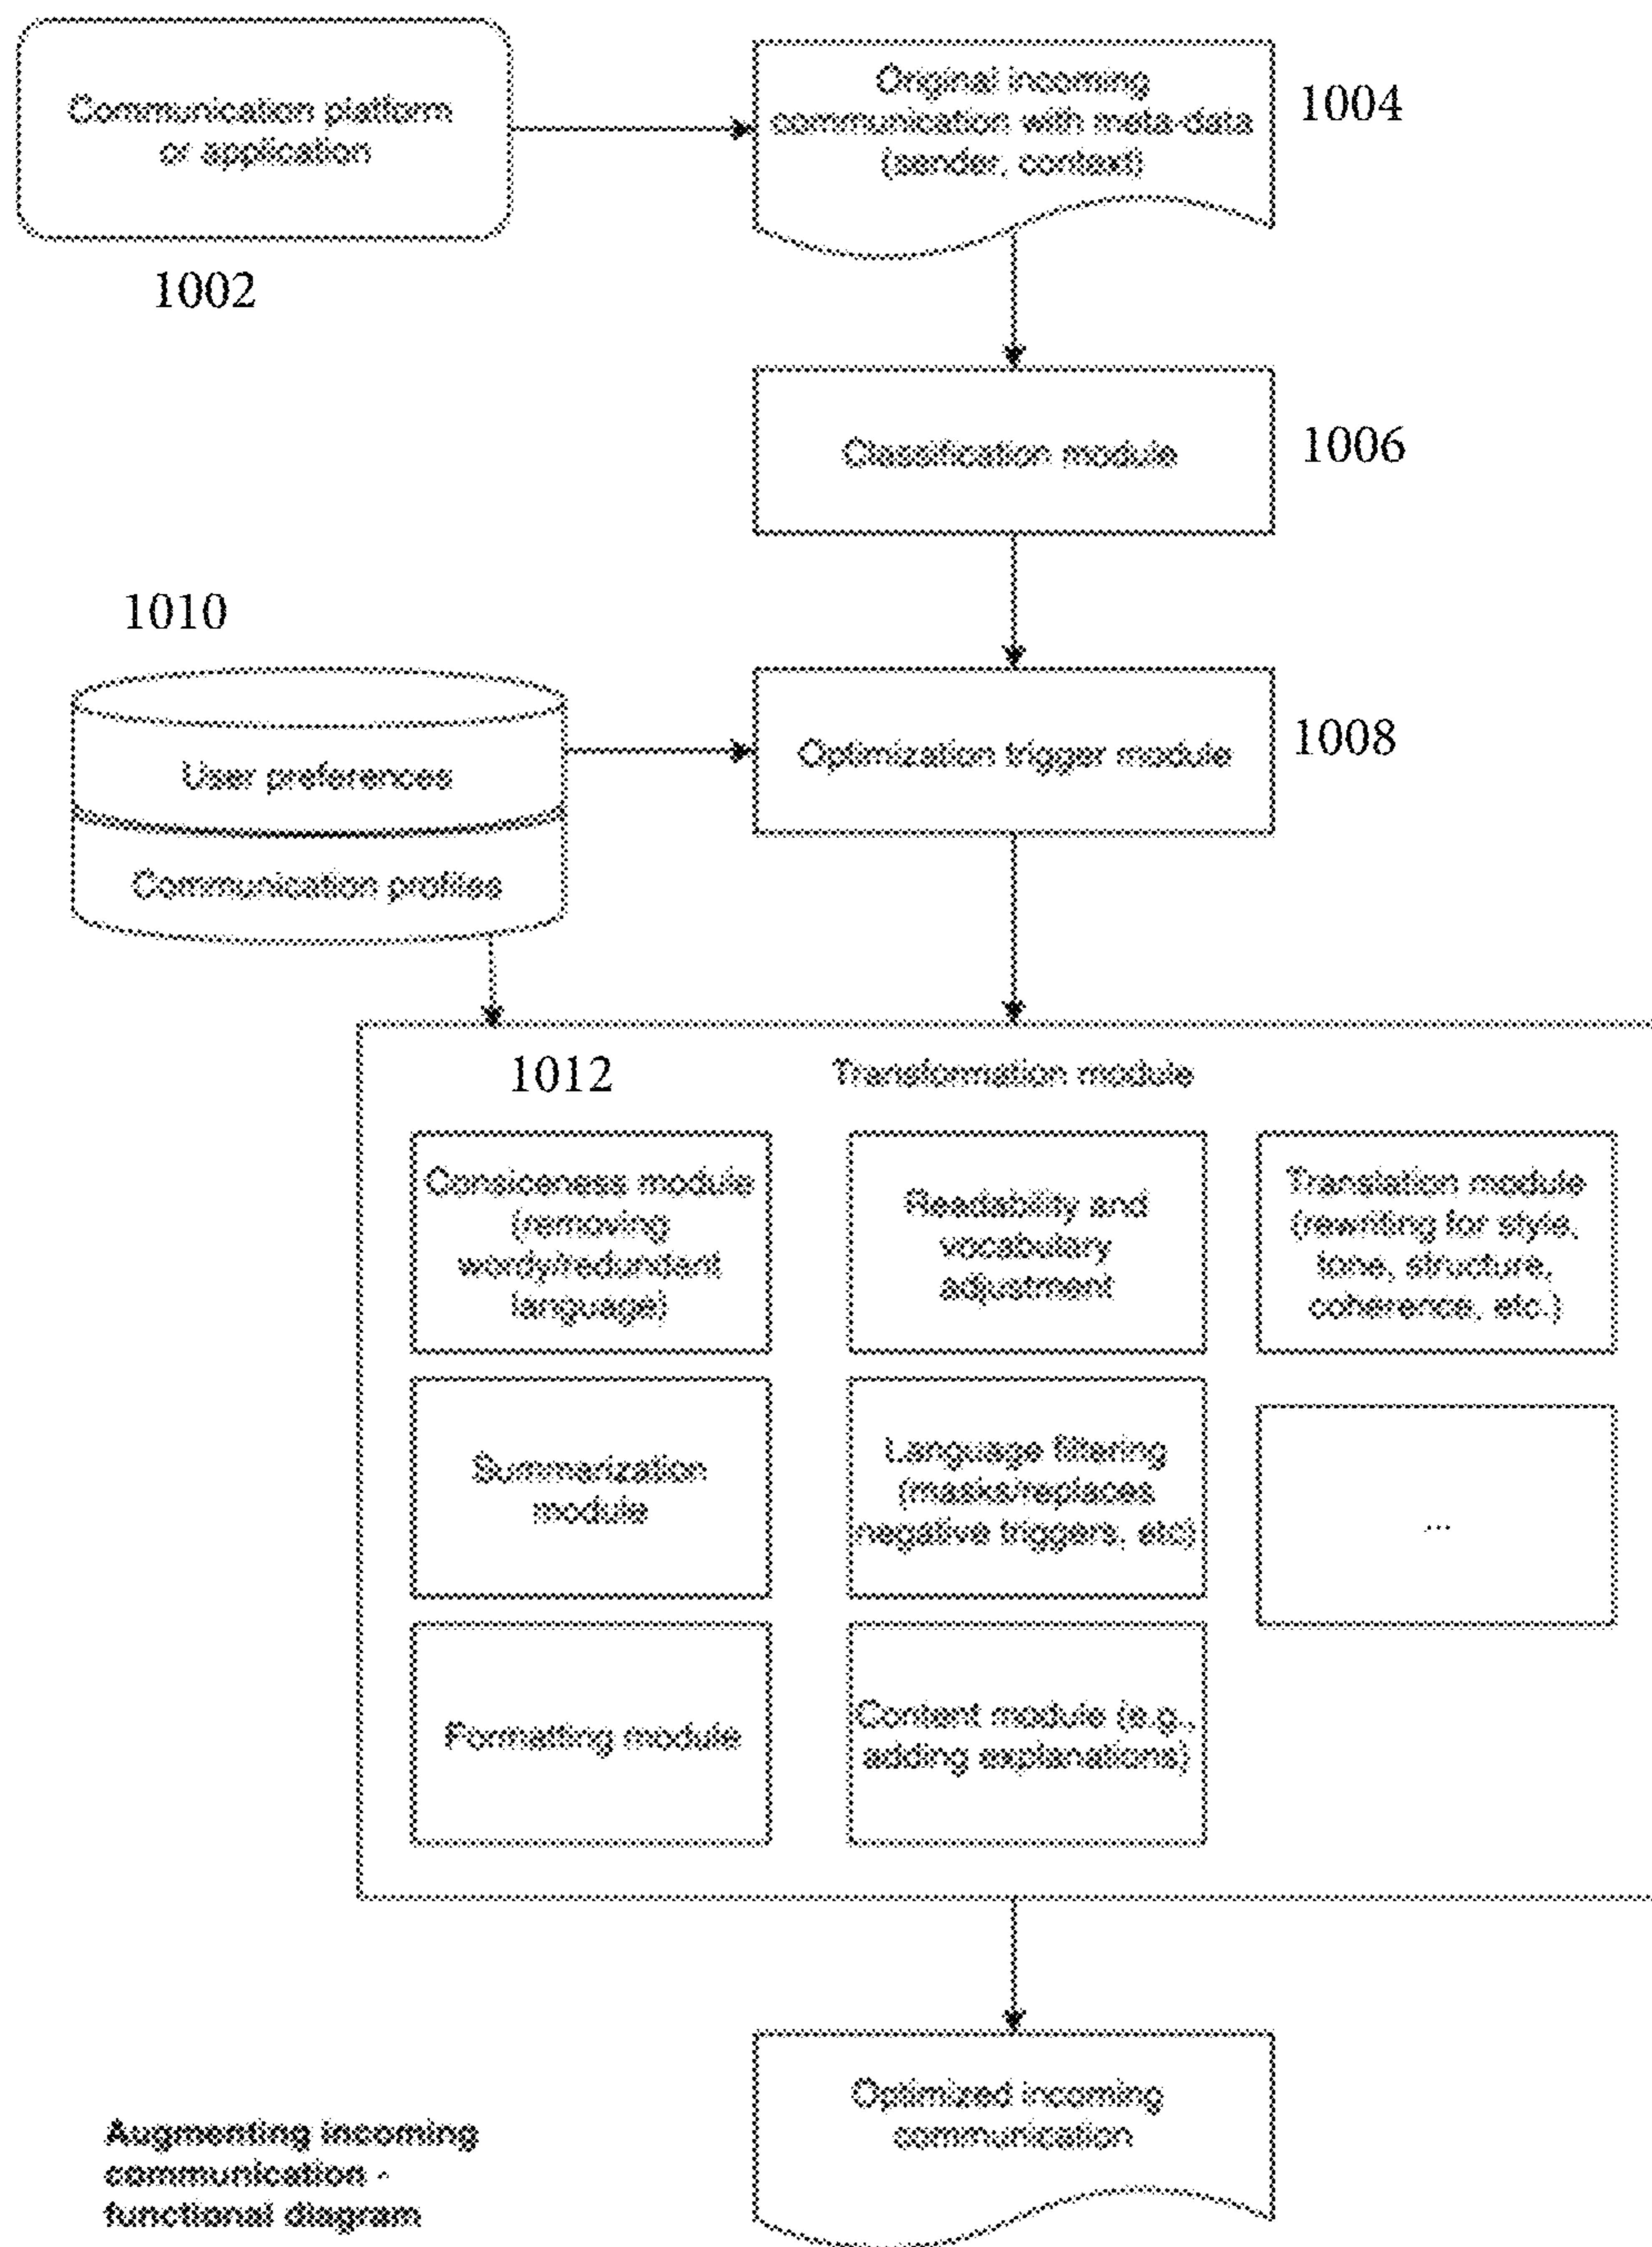 Communication platform
or application
1002
Original incoming
communication with meta-data
(sender, context)
1004
Classification module
1006
1010
User preferences
Communication profiles
Optimization trigger module
1008
1012
Transformation module
Consiceness module
(removing
wordy/redundant
language)
Readability and
vocabulary
adjustment
Translation module
(rewriting for style,
tone, structure,
coherence, etc.)
Summarization
module
Language filtering
(masks/replaces
negative triggers, etc)
...
Formatting module
Content module (e.g.,
adding explanations)
Optimized incoming
communication
Augmenting incoming
communication -
functional diagram